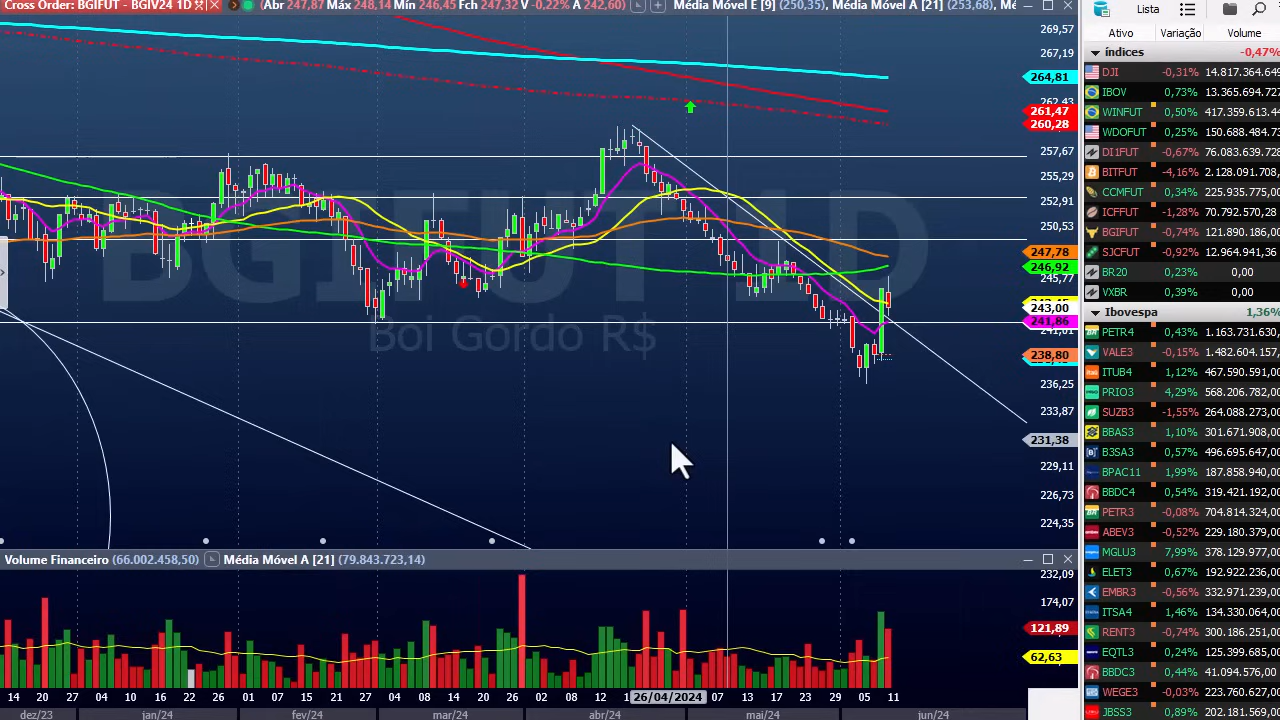 Cross Order: BGIFUT - BGIV24 1D
(Abr 247,87 Máx 248,14 Mín 246,45 Fch 247,32 V -0,22% A 242,60)
Média Móvel E [9] (250,35), Média Móvel A [21] (253,68), Mé
BGIFUT 1D
Boi Gordo R$
269,57
267,19
264,81
262,43
261,47
260,28
257,67
255,29
252,91
250,53
247,78
246,92
245,77
243,00
241,86
241,01
238,80
236,25
233,87
231,38
229,11
226,73
224,35
Volume Financeiro (66.002.458,50) Média Móvel A [21] (79.843.723,14)
232,09
174,07
121,89
62,63
14 20 27 04 10 16 22 26 01 07 15 21 27 04 08 14 20 26 02 08 12 1 26/04/2024 07 13 17 23 29 05 11
dez/23 jan/24 fev/24 mar/24 abr/24 mai/24 jun/24
Lista
Ativo Variação Volume
índices -0,47%
DJI -0,31% 14.817.364.649
IBOV 0,73% 13.365.694.727
WINFUT 0,50% 417.359.613.44
WDOFUT 0,25% 150.688.484.73
DI1FUT -0,67% 76.083.639.728
BITFUT -4,16% 2.128.091.708,
CCMFUT 0,34% 225.935.775,00
ICFFUT -1,28% 70.792.570,28
BGIFUT -0,74% 121.890.186,00
SJCFUT -0,92% 12.964.941,36
BR20 0,23% 0,00
VXBR 0,39% 0,00
Ibovespa 1,36%
PETR4 0,43% 1.163.731.630,
VALE3 -0,15% 1.482.604.157,
ITUB4 1,12% 467.590.591,00
PRIO3 4,29% 568.206.782,00
SUZB3 -1,55% 264.088.273,00
BBAS3 1,10% 301.671.908,00
B3SA3 0,57% 496.695.647,00
BPAC11 1,99% 187.858.940,00
BBDC4 0,54% 319.421.192,00
PETR3 -0,08% 704.814.324,00
ABEV3 -0,52% 229.180.379,00
MGLU3 7,99% 378.129.977,00
ELET3 0,67% 192.922.236,00
EMBR3 -0,56% 332.971.239,00
ITSA4 1,46% 134.330.064,00
RENT3 -0,74% 300.186.251,00
EQTL3 0,24% 125.399.685,00
BBDC3 0,44% 41.094.120,00
WEGE3 -0,03% 223.760.627,00
JBSS3 0,89% 202.181.569,00